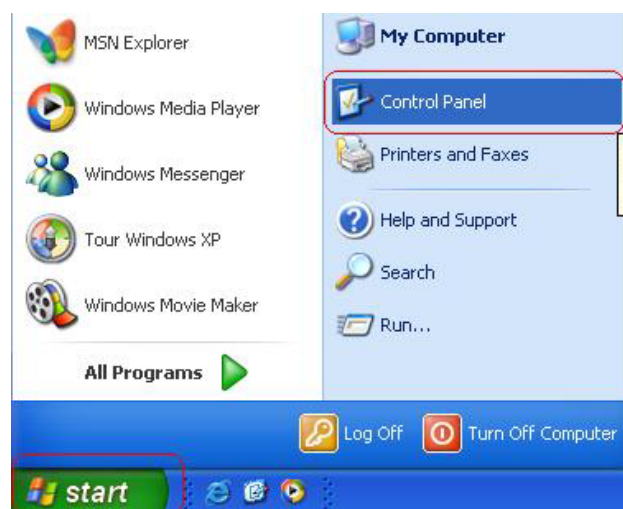 MSN Explorer
Windows Media Player
Windows Messenger
Tour Windows XP
Windows Movie Maker
All Programs
My Computer
Control Panel
Printers and Faxes
Help and Support
Search
Run...
Log Off
Turn Off Computer
start